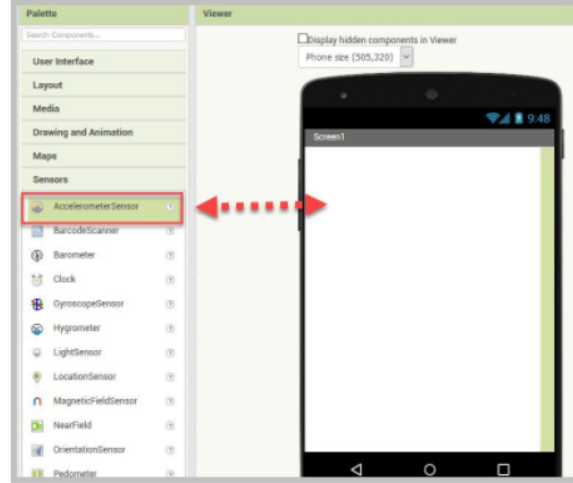 Palette
Viewer
Search Components...
Display hidden components in Viewer
Phone size (505,320)
User Interface
Layout
Media
Drawing and Animation
Maps
Sensors
AccelerometerSensor
BarcodeScanner
Barometer
Clock
GyroscopeSensor
Hygrometer
LightSensor
LocationSensor
MagneticFieldSensor
NearField
OrientationSensor
Pedometer
9:48
Screen1